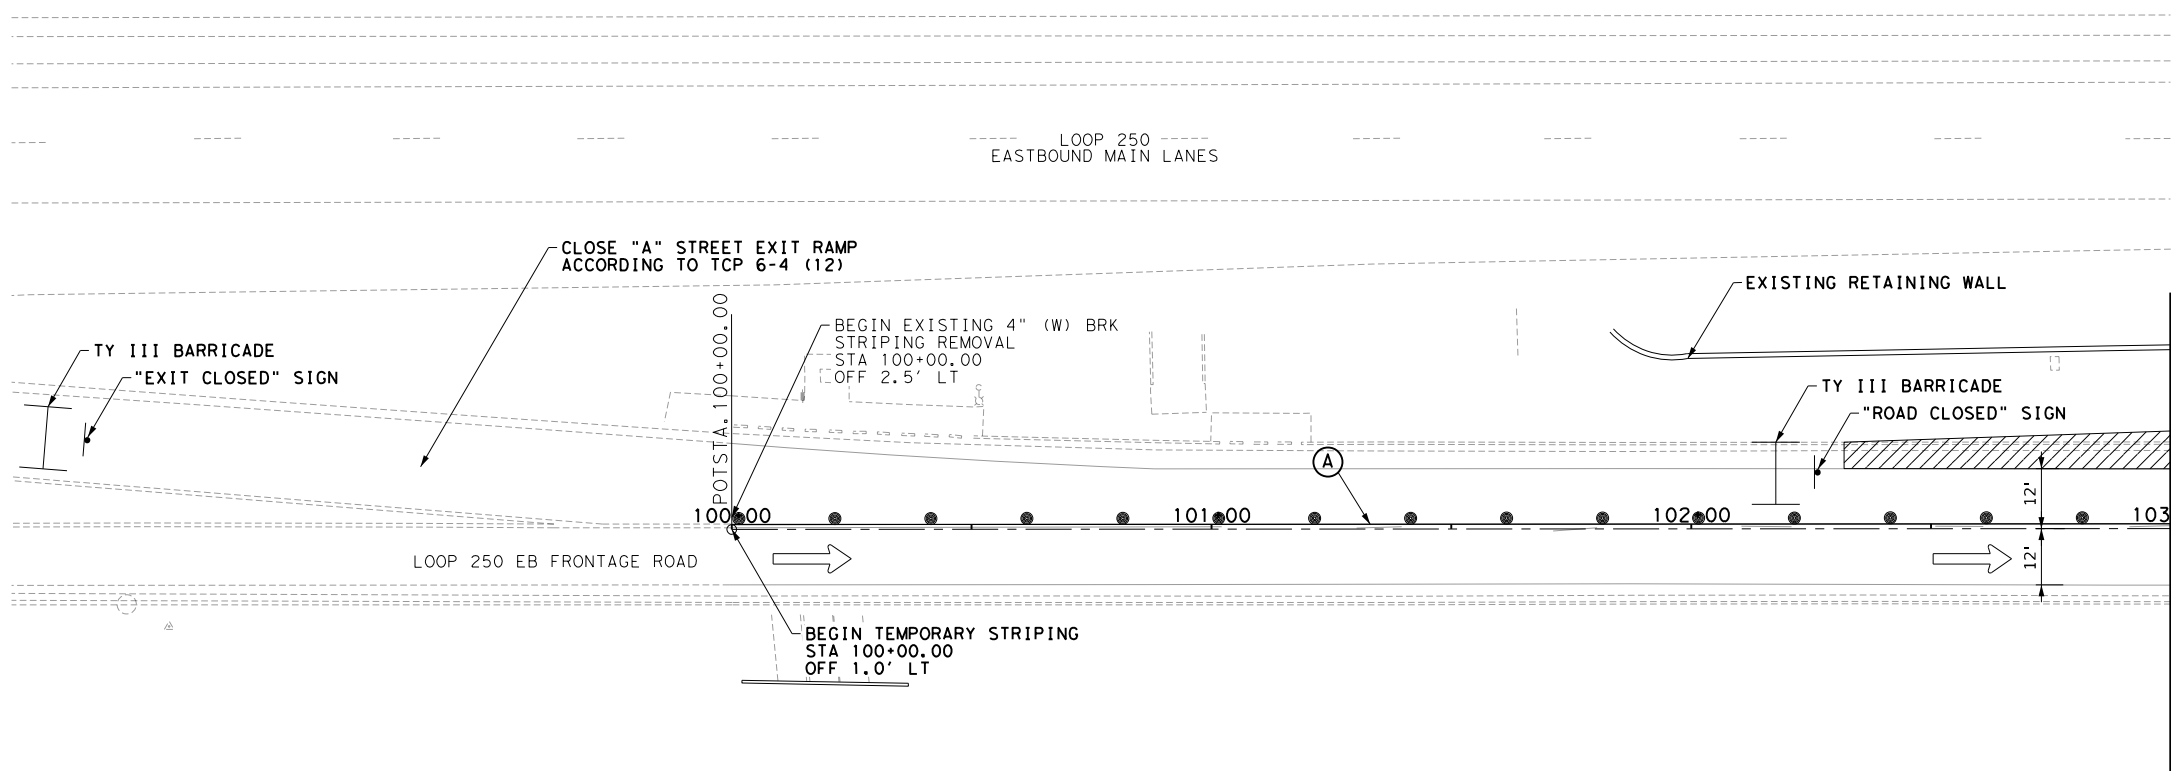 LOOP 250
EASTBOUND MAIN LANES
CLOSE "A" STREET EXIT RAMP
ACCORDING TO TCP 6-4 (12)
EXISTING RETAINING WALL
POTSTA.100+00.00
BEGIN EXISTING 4" (W) BRK
STRIPING REMOVAL
STA 100+00.00
OFF 2.5' LT
TY III BARRICADE
"EXIT CLOSED" SIGN
TY III BARRICADE
"ROAD CLOSED" SIGN
A
12'
100+00
101+00
102+00
103
12'
LOOP 250 EB FRONTAGE ROAD
BEGIN TEMPORARY STRIPING
STA 100+00.00
OFF 1.0' LT